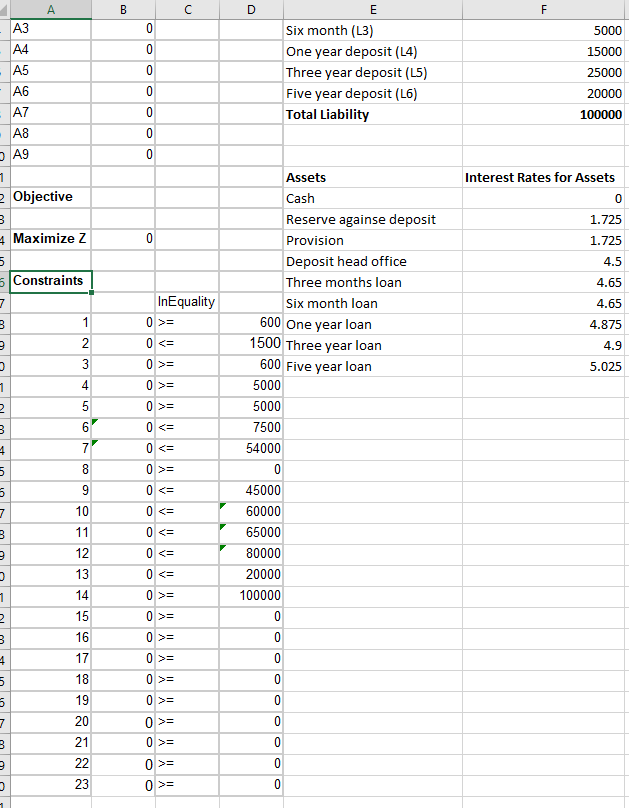 A B C D E F
A3 0 Six month (L3) 5000
A4 0 One year deposit (L4) 15000
A5 0 Three year deposit (L5) 25000
A6 0 Five year deposit (L6) 20000
A7 0 Total Liability 100000
A8 0
A9 0
Assets Interest Rates for Assets
Objective Cash 0
Reserve againse deposit 1.725
Maximize Z 0 Provision 1.725
Deposit head office 4.5
Constraints Three months loan 4.65
InEquality Six month loan 4.65
1 0 >= 600 One year loan 4.875
2 0 <= 1500 Three year loan 4.9
3 0 >= 600 Five year loan 5.025
4 0 >= 5000
5 0 >= 5000
6 0 <= 7500
7 0 <= 54000
8 0 >= 0
9 0 <= 45000
10 0 <= 60000
11 0 <= 65000
12 0 <= 80000
13 0 <= 20000
14 0 >= 100000
15 0 >= 0
16 0 >= 0
17 0 >= 0
18 0 >= 0
19 0 >= 0
20 0 >= 0
21 0 >= 0
22 0 >= 0
23 0 >= 0